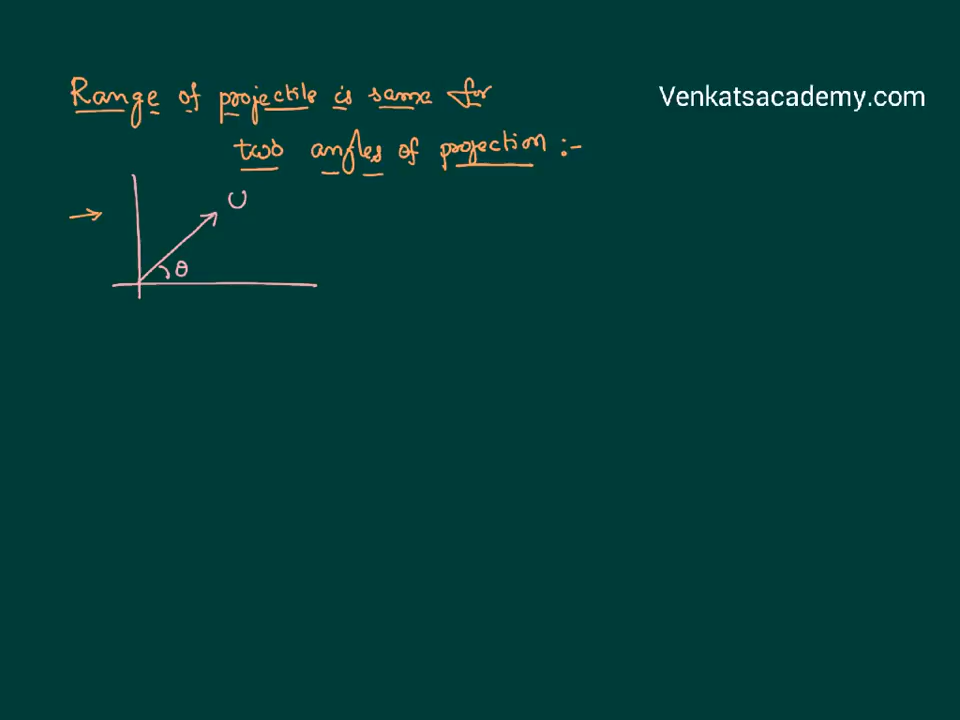 Range of projectile is same for
Venkatsacademy.com
two angles of projection :-
U
θ